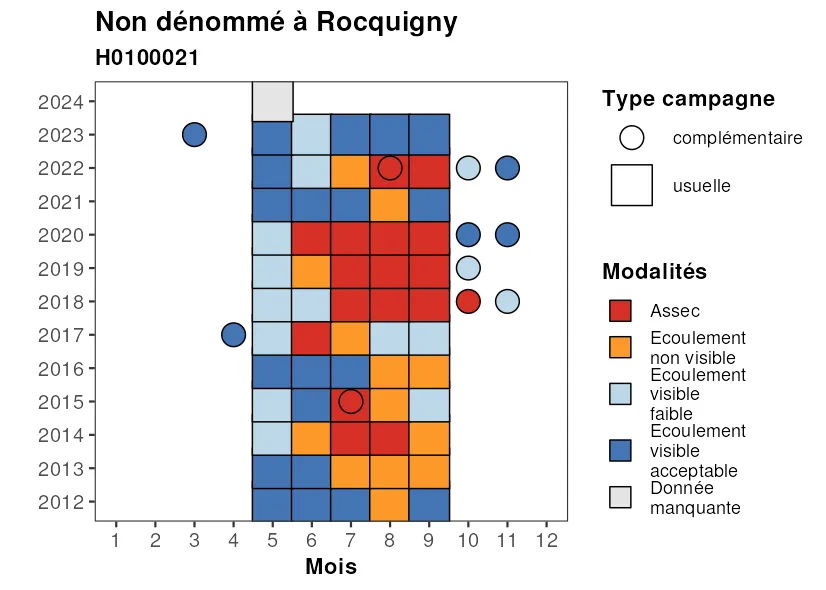 Non dénommé à Rocquigny
H0100021
2024
2023
2022
2021
2020
2019
2018
2017
2016
2015
2014
2013
2012
1 2 3 4 5 6 7 8 9 10 11 12
Mois
Type campagne
complémentaire
usuelle
Modalités
Assec
Ecoulement
non visible
Ecoulement
visible
faible
Ecoulement
visible
acceptable
Donnée
manquante